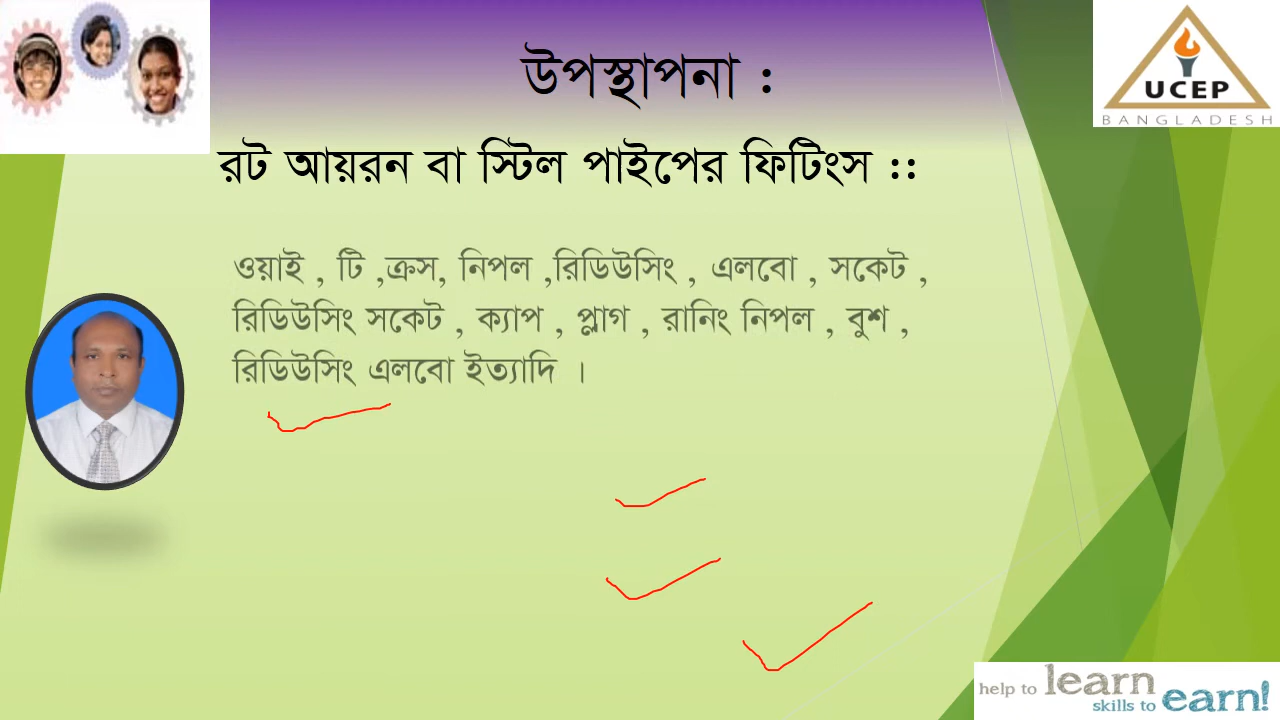 উপস্থাপনা :
UCEP
BANGLADESH
রট আয়রন বা স্টিল পাইপের ফিটিংস ::
ওয়াই , টি ,ক্রস, নিপল ,রিডিউসিং , এলবো , সকেট ,
রিডিউসিং সকেট , ক্যাপ , প্লাগ , রানিং নিপল , বুশ ,
রিডিউসিং এলবো ইত্যাদি ।
help to learn
skills to earn!